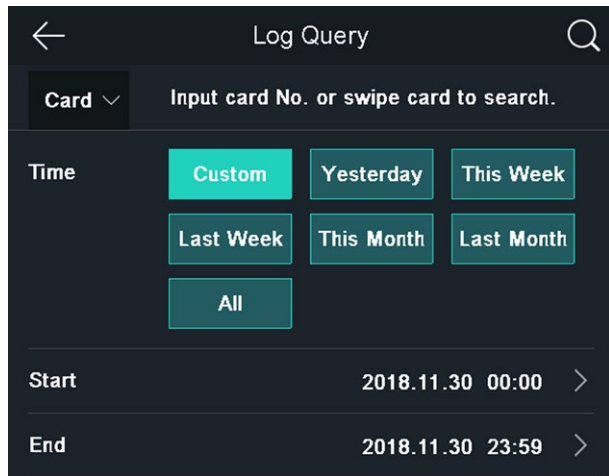 Log Query
Card Input card No. or swipe card to search.
Time Custom Yesterday This Week
Last Week This Month Last Month
All
Start 2018.11.30 00:00
End 2018.11.30 23:59